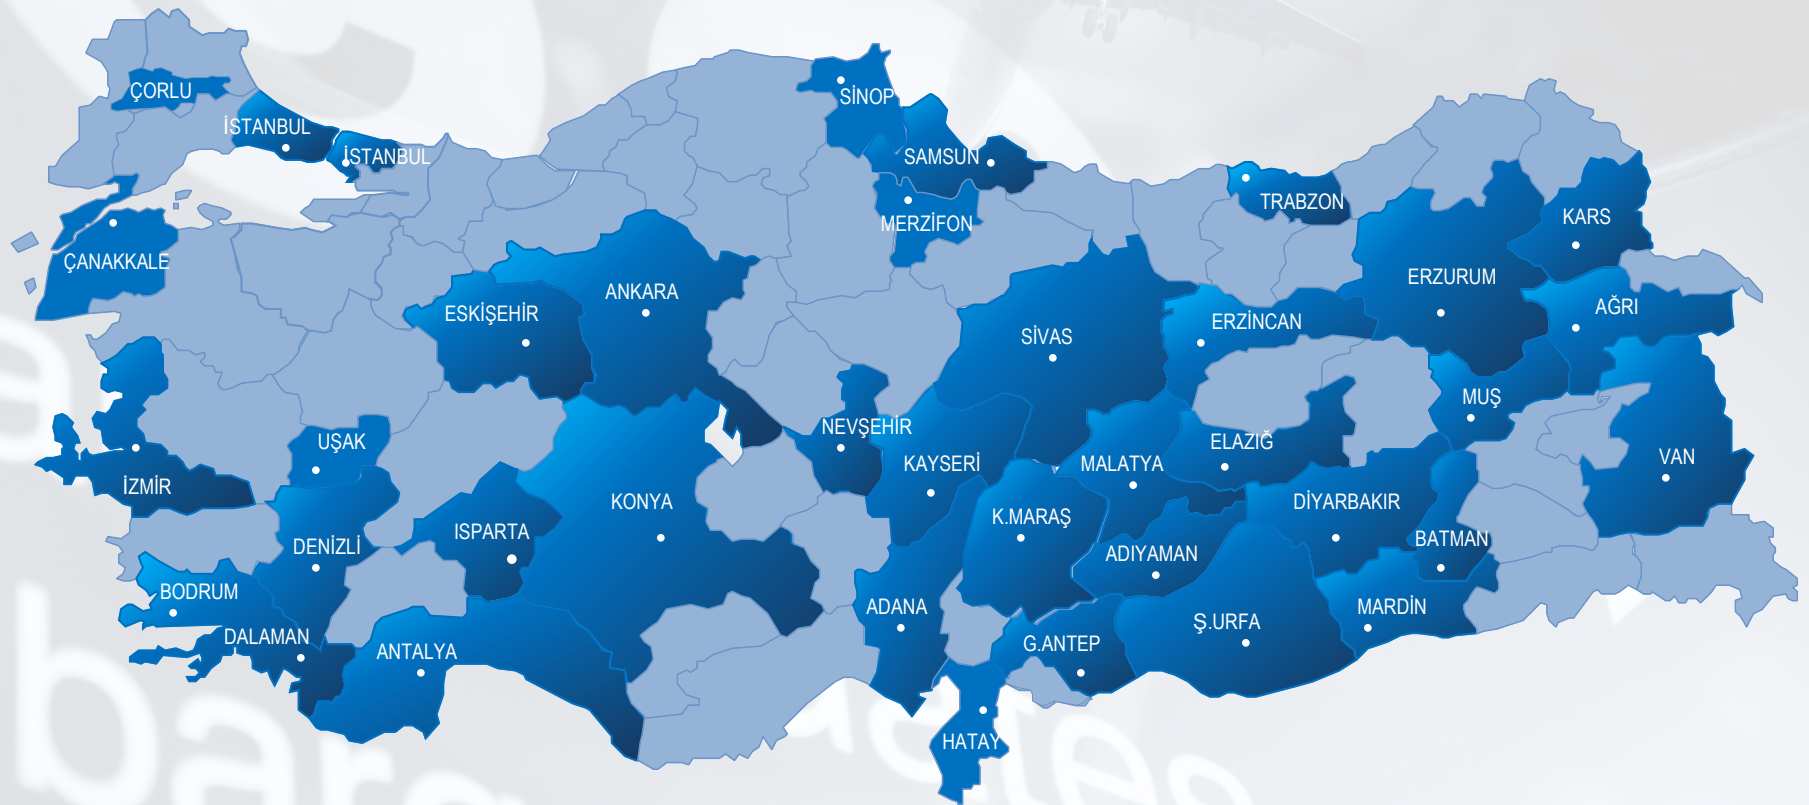 ÇORLU
SİNOP
İSTANBUL
İSTANBUL
SAMSUN
TRABZON
KARS
MERZİFON
ÇANAKKALE
ERZURUM
ANKARA
AĞRI
ESKİŞEHİR
ERZİNCAN
SİVAS
MUŞ
NEVŞEHİR
UŞAK
ELAZIĞ
VAN
KAYSERİ
MALATYA
İZMİR
KONYA
DİYARBAKIR
K.MARAŞ
ISPARTA
BATMAN
DENİZLİ
ADIYAMAN
BODRUM
ADANA
MARDİN
Ş.URFA
DALAMAN
G.ANTEP
ANTALYA
HATAY